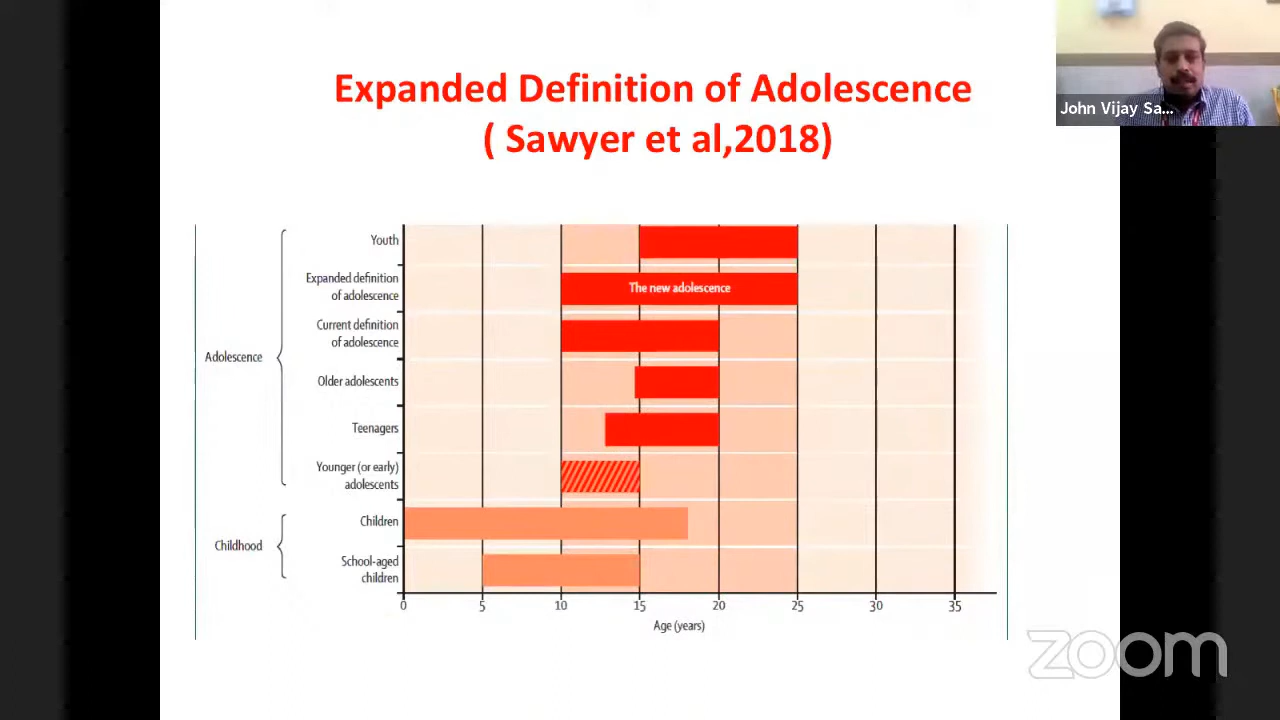 Expanded Definition of Adolescence
( Sawyer et al,2018)
John Vijay Sa...
Adolescence
Youth
Expanded definition
of adolescence
The new adolescence
Current definition
of adolescence
Older adolescents
Teenagers
Younger (or early)
adolescents
Childhood
Children
School-aged
children
0 5 10 15 20 25 30 35
Age (years)
zoom